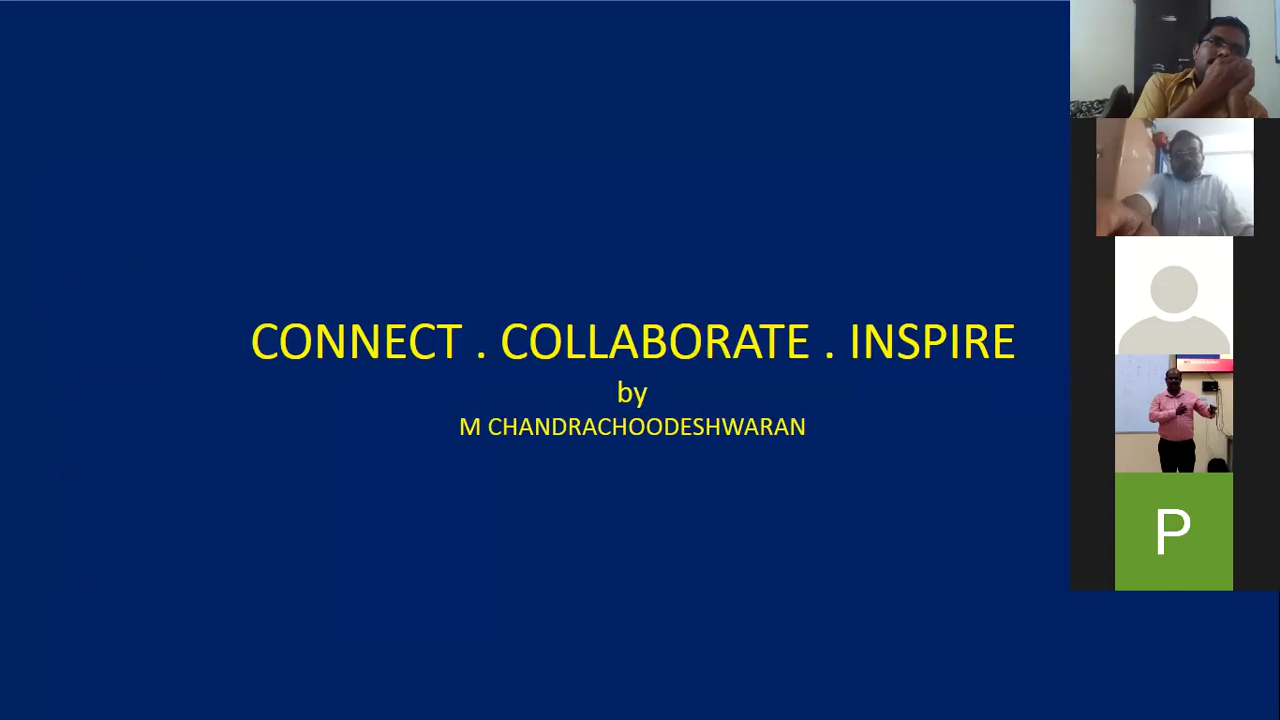 CONNECT . COLLABORATE . INSPIRE
by
M CHANDRACHOODESHWARAN
P